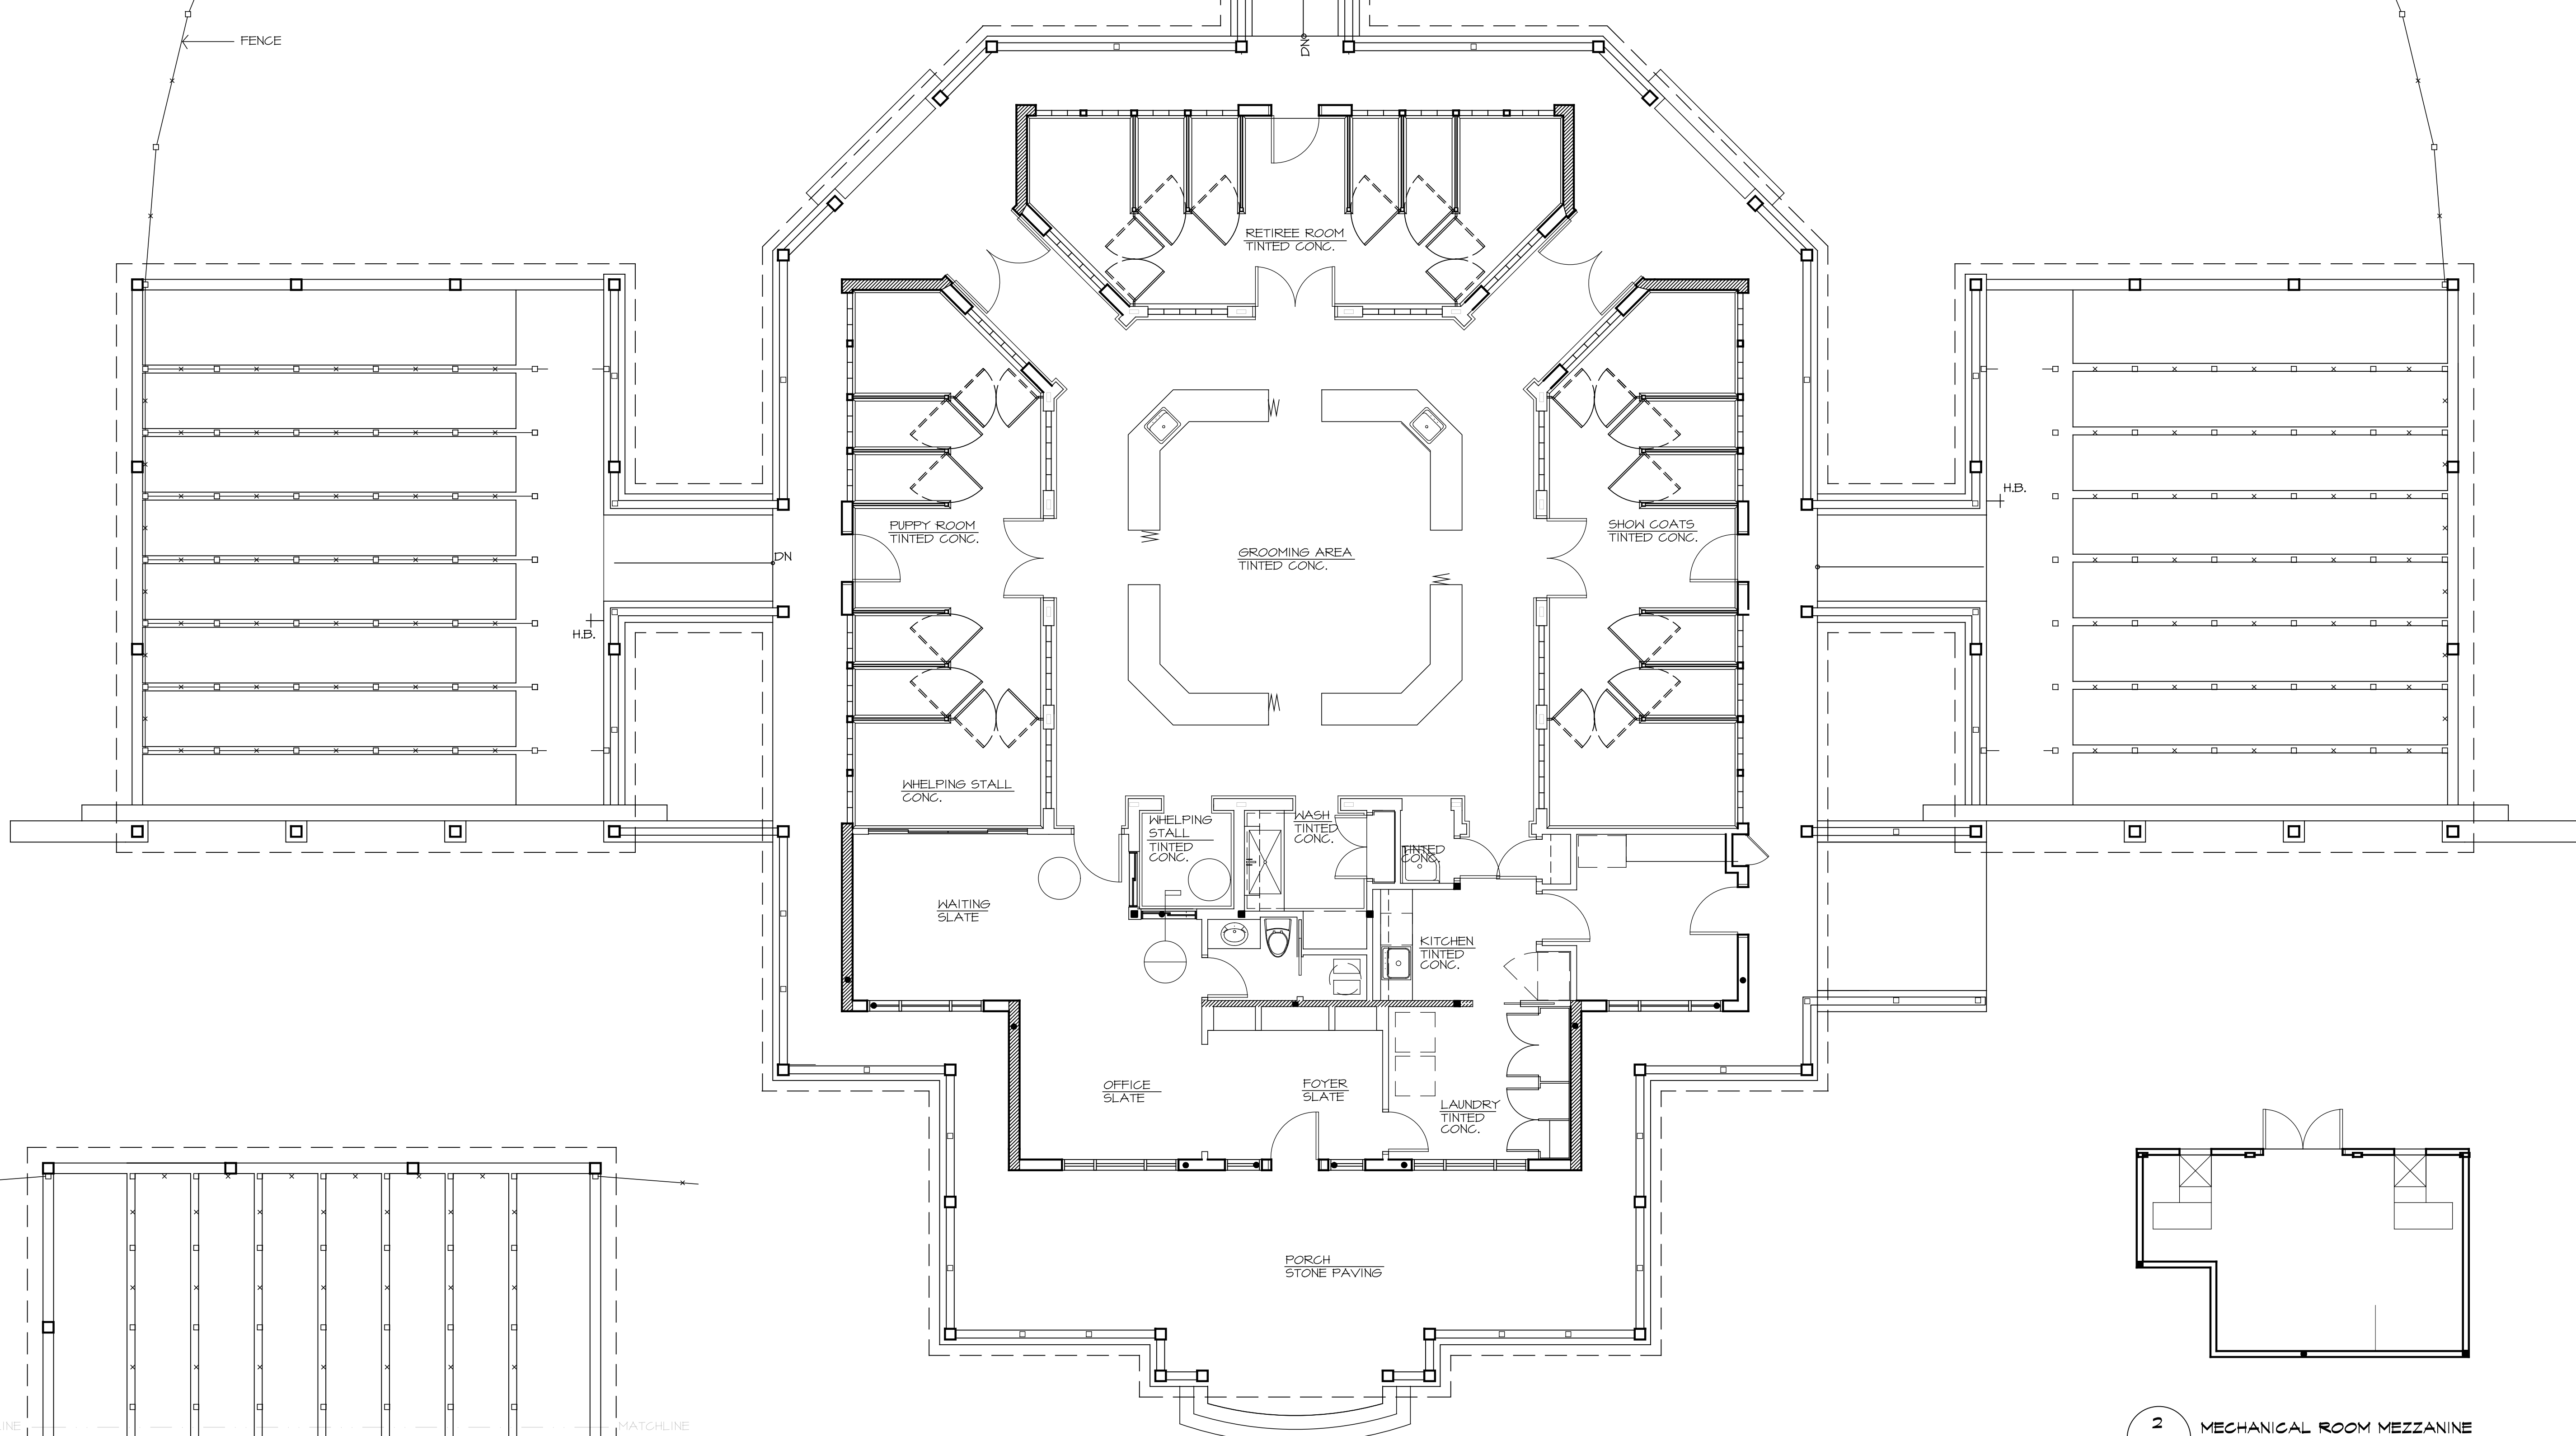 FENCE
DN
RETIREE ROOM
TINTED CONC.
H.B.
PUPPY ROOM
TINTED CONC.
SHOW COATS
TINTED CONC.
GROOMING AREA
TINTED CONC.
DN
H.B.
WHELPING STALL
CONC.
WHELPING
STALL
TINTED
CONC.
WASH
TINTED
CONC.
TINTED
CONC.
WAITING
SLATE
KITCHEN
TINTED
CONC.
OFFICE
SLATE
FOYER
SLATE
LAUNDRY
TINTED
CONC.
PORCH
STONE PAVING
MATCHLINE
2
MECHANICAL ROOM MEZZANINE